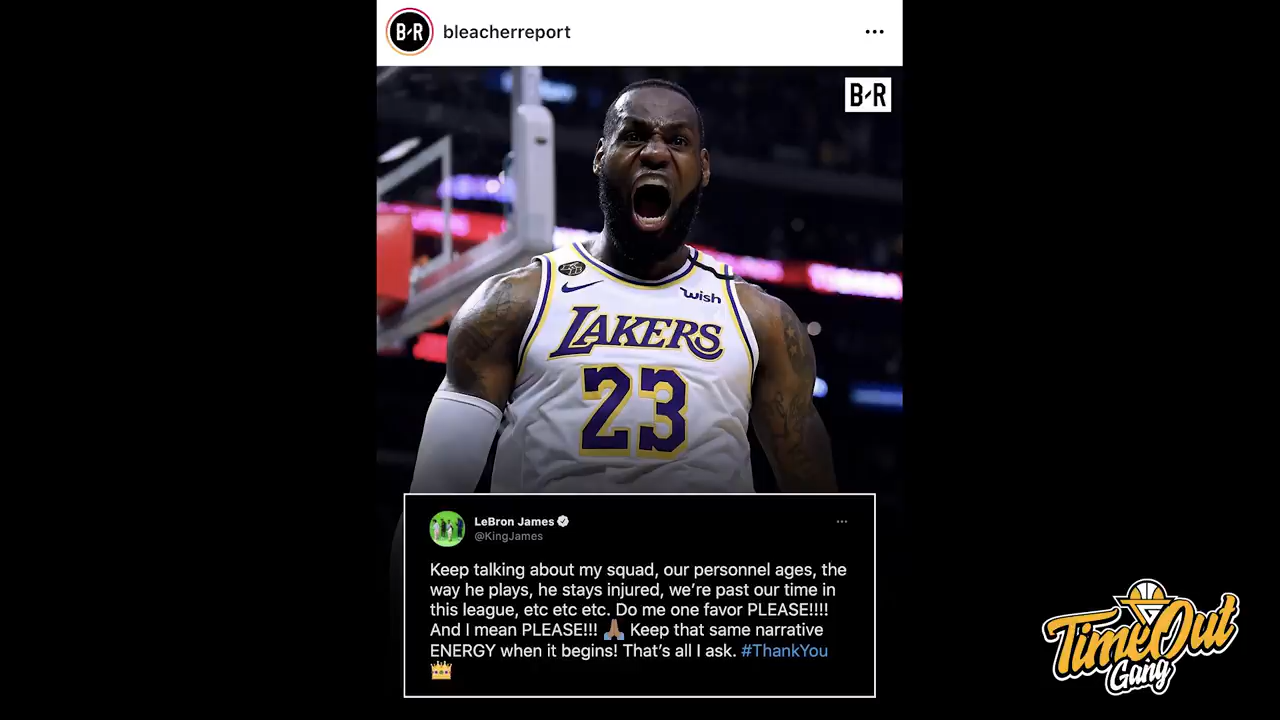 B/R bleacherreport
B/R
wish
LAKERS
23
LeBron James
@KingJames
Keep talking about my squad, our personnel ages, the
way he plays, he stays injured, we’re past our time in
this league, etc etc etc. Do me one favor PLEASE!!!!
And I mean PLEASE!!! 🙏🏾 Keep that same narrative
ENERGY when it begins! That’s all I ask. #ThankYou
👑
TimeOut
Gang